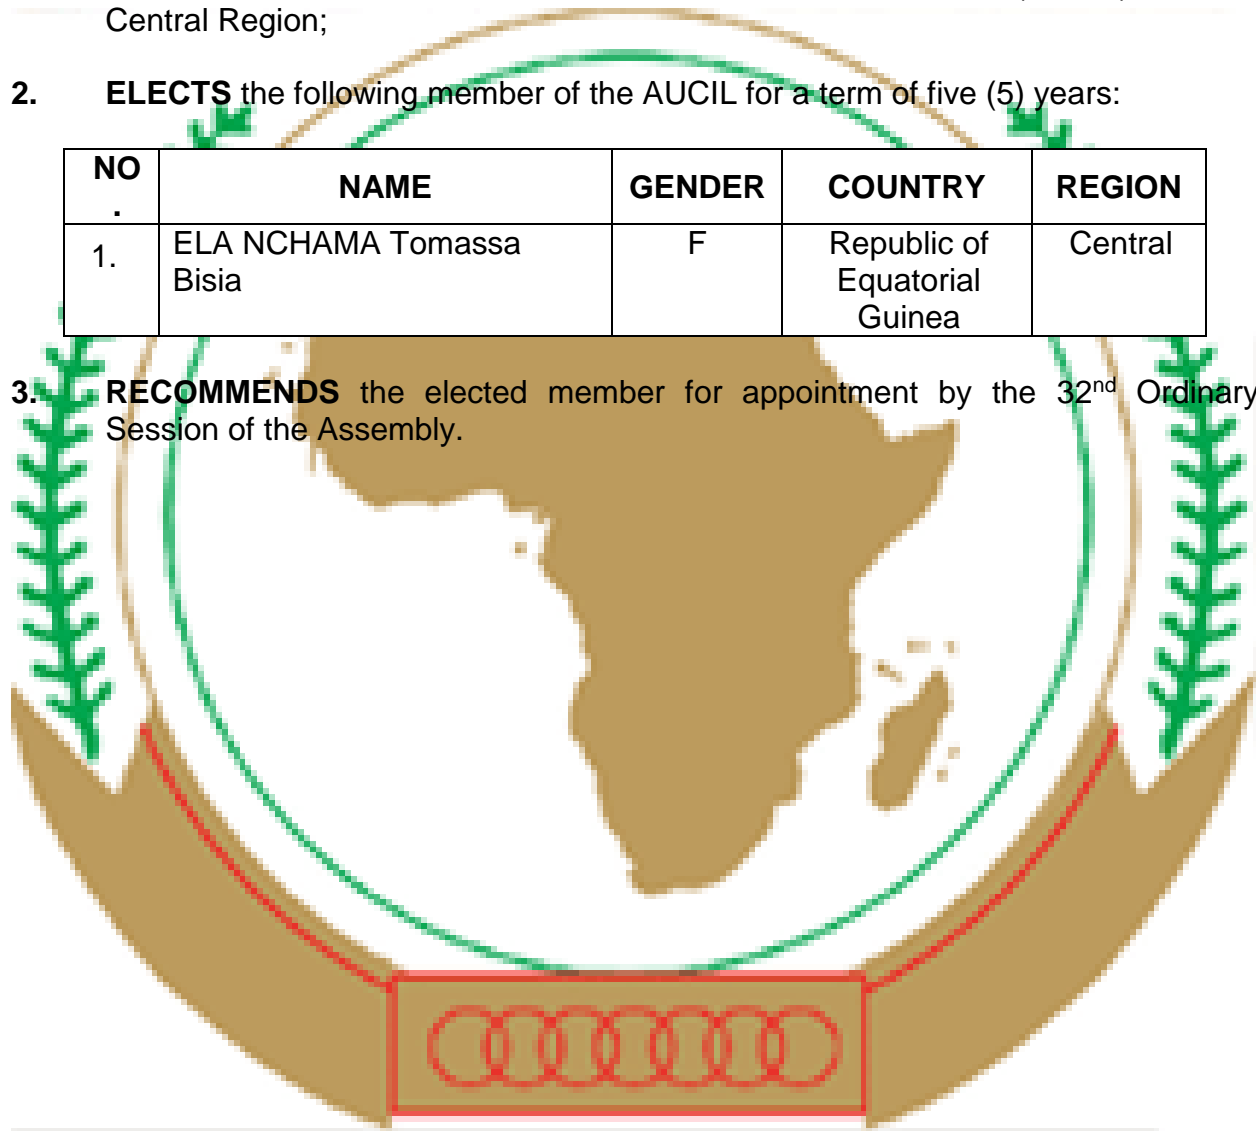 Central Region;
2. ELECTS the following member of the AUCIL for a term of five (5) years:
NO. NAME GENDER COUNTRY REGION
1. ELA NCHAMA Tomassa Bisia F Republic of Equatorial Guinea Central
3. RECOMMENDS the elected member for appointment by the 32nd Ordinary
Session of the Assembly.